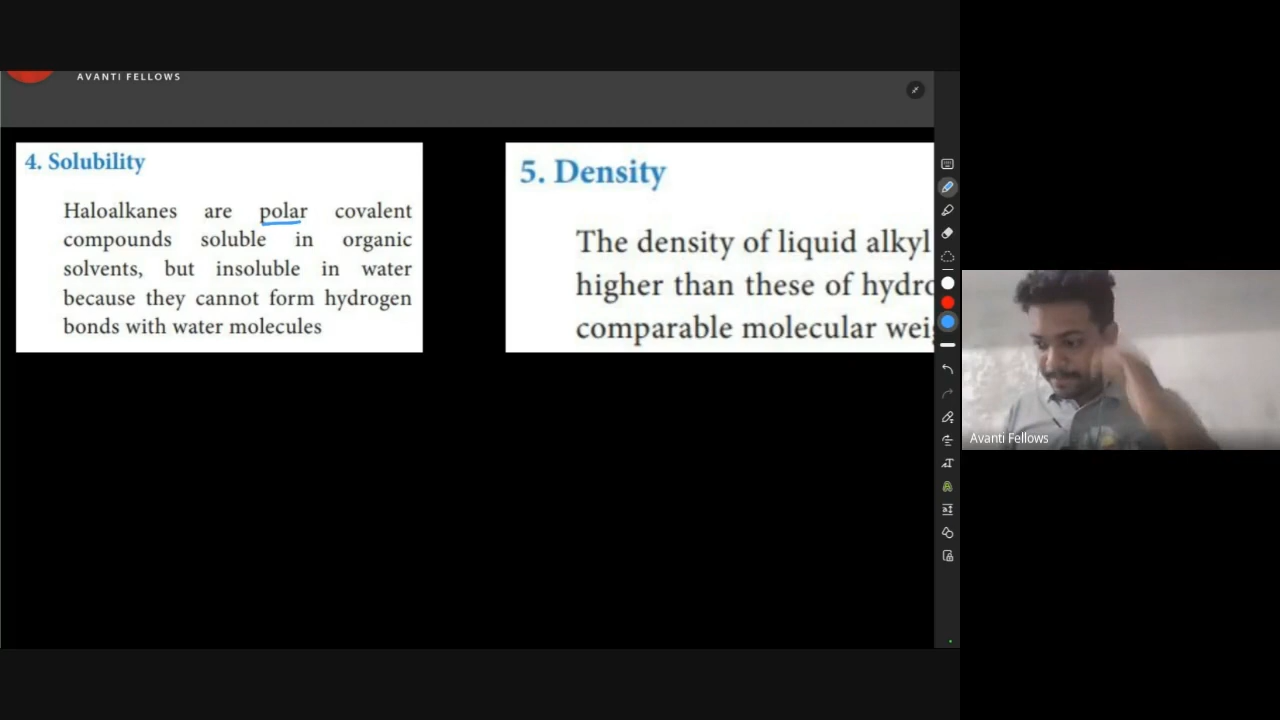 AVANTI FELLOWS
4. Solubility
Haloalkanes are polar covalent
compounds soluble in organic
solvents, but insoluble in water
because they cannot form hydrogen
bonds with water molecules
5. Density
The density of liquid alkyl
higher than these of hydro
comparable molecular weig
Avanti Fellows